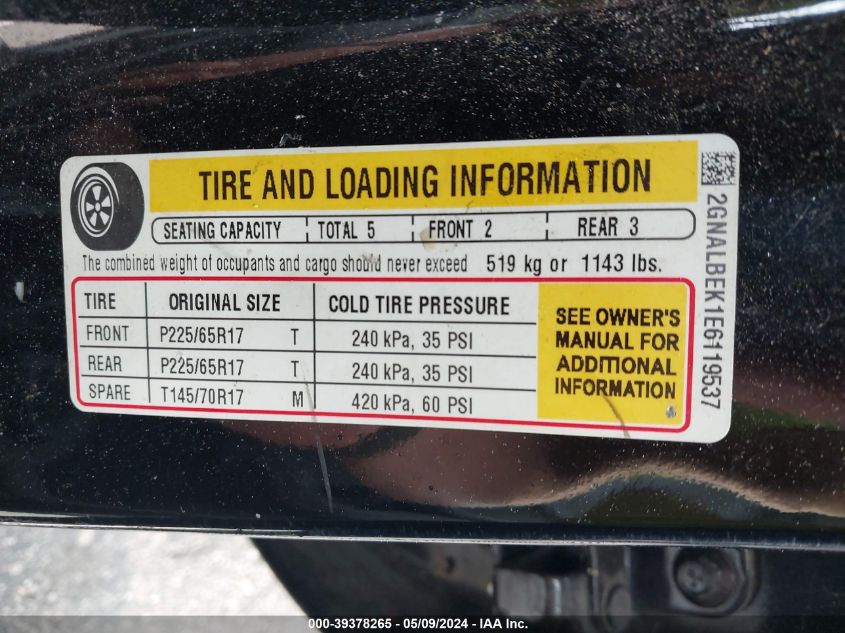 TIRE AND LOADING INFORMATION
SEATING CAPACITY TOTAL 5 FRONT 2 REAR 3
The combined weight of occupants and cargo should never exceed 519 kg or 1143 lbs.
TIRE ORIGINAL SIZE COLD TIRE PRESSURE
FRONT P225/65R17 T 240 kPa, 35 PSI
REAR P225/65R17 T 240 kPa, 35 PSI
SPARE T145/70R17 M 420 kPa, 60 PSI
SEE OWNER'S
MANUAL FOR
ADDITIONAL
INFORMATION
2GNALBEK1E6119537
000-39378265 - 05/09/2024 - IAA Inc.